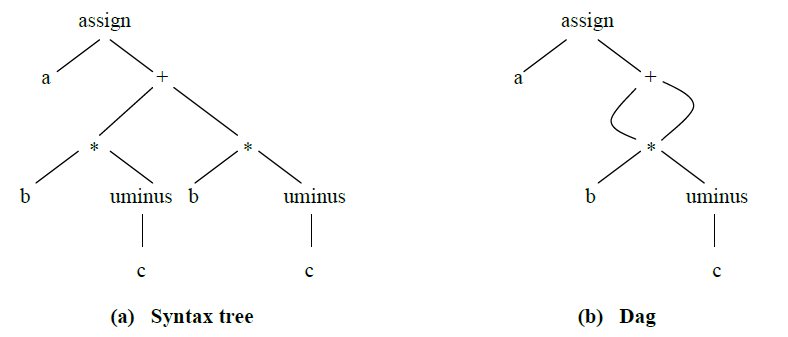 assign
a
+
*
*
b
uminus
b
uminus
c
c
(a) Syntax tree
assign
a
+
*
b
uminus
c
(b) Dag